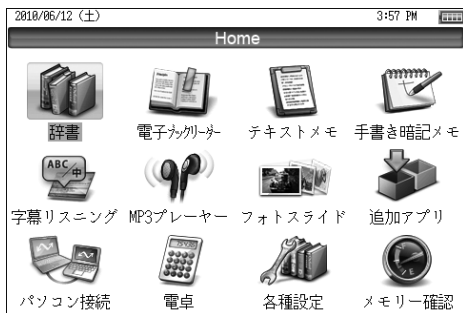 2010/06/12 (土) 3:57 PM
Home
辞書 電子ブックリーダー テキストメモ 手書き暗記メモ
ABC 中
字幕リスニング MP3プレーヤー フォトスライド 追加アプリ
パソコン接続 電卓 各種設定 メモリー確認